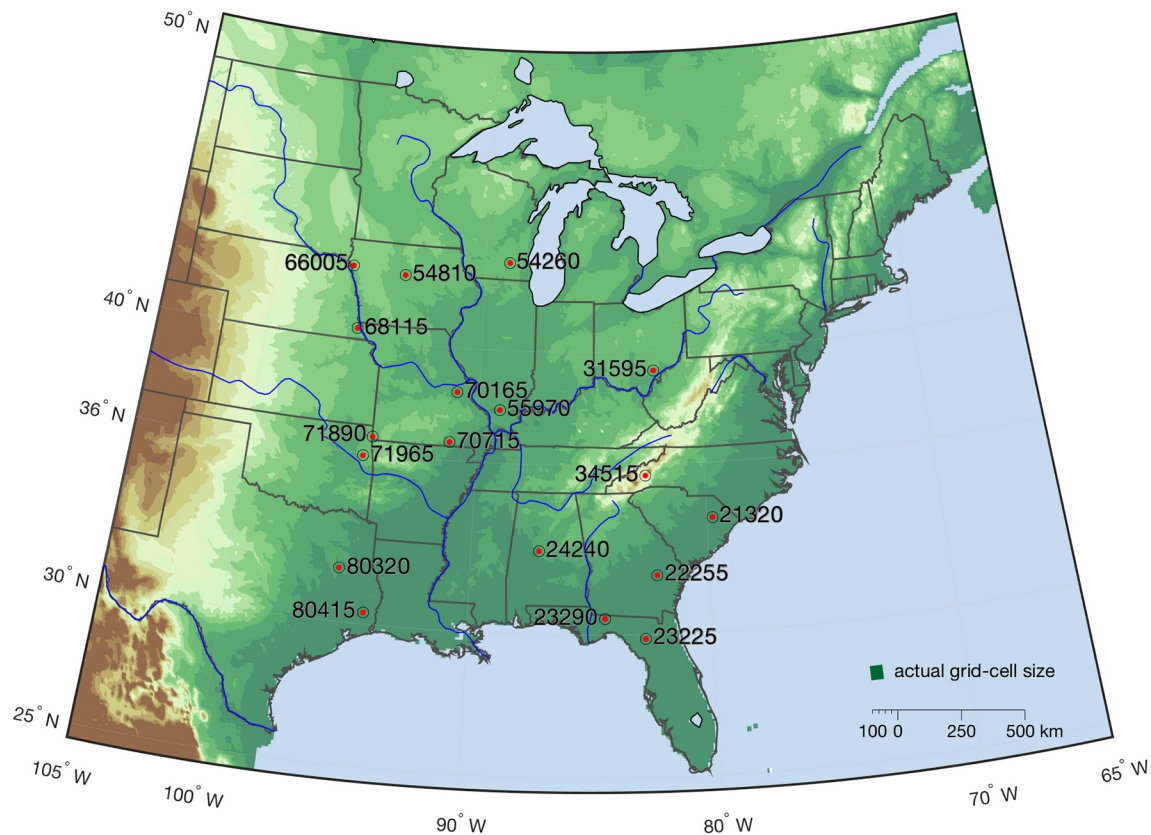 50° N
66005
54810
54260
40° N
68115
31595
70165
55970
36° N
71890
71965
70715
34515
21320
24240
80320
22255
30° N
80415
23290
23225
actual grid-cell size
25° N
100 0 250 500 km
105° W
100° W
90° W
80° W
70° W
65° W